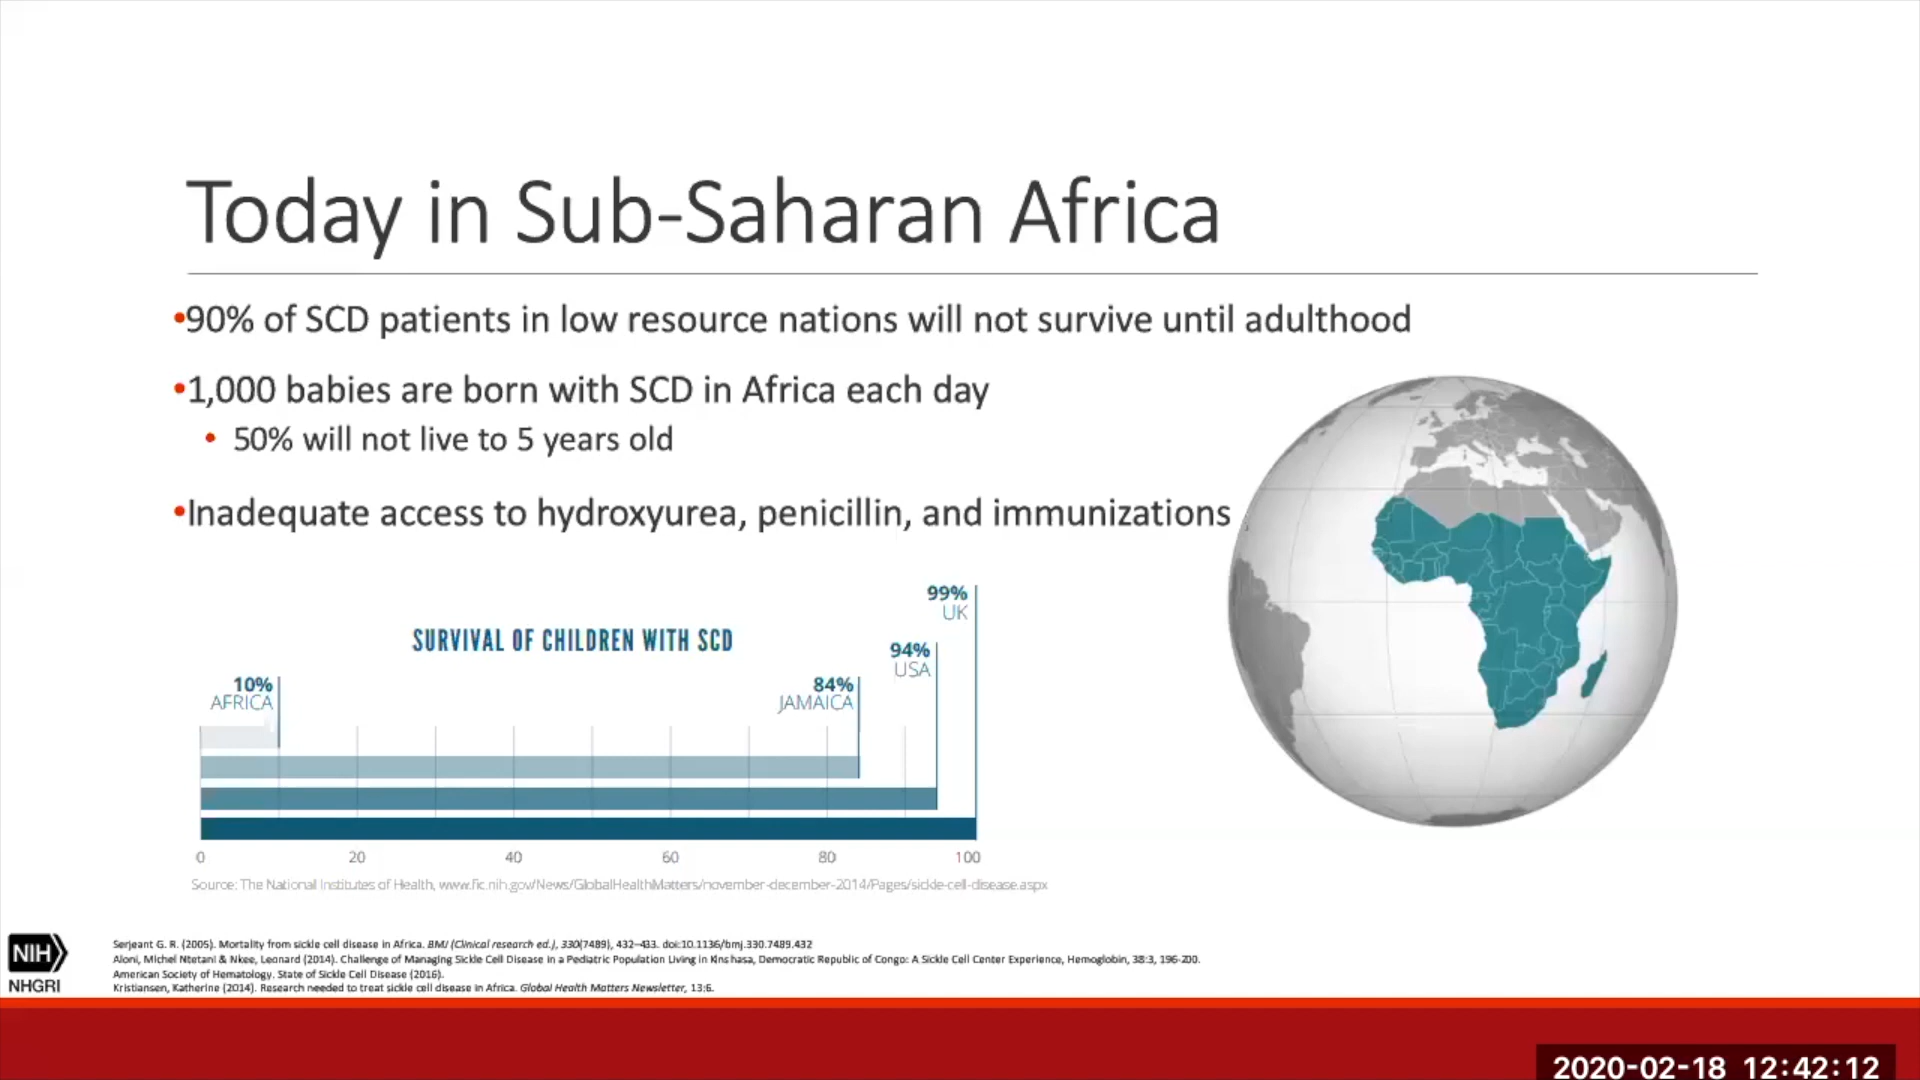 Today in Sub-Saharan Africa
•90% of SCD patients in low resource nations will not survive until adulthood
•1,000 babies are born with SCD in Africa each day
• 50% will not live to 5 years old
•Inadequate access to hydroxyurea, penicillin, and immunizations
SURVIVAL OF CHILDREN WITH SCD
99%
UK
94%
USA
10%
AFRICA
84%
JAMAICA
0 20 40 60 80 100
Source: The National Institutes of Health, www.fic.nih.gov/News/GlobalHealthMatters/november-december-2014/Pages/sickle-cell-disease.aspx
NIH
NHGRI
Serjeant G. R. (2005). Mortality from sickle cell disease in Africa. BMJ (Clinical research ed.), 330(7489), 432–433. doi:10.1136/bmj.330.7489.432
Aloni, Michel Ntetani & Nkee, Leonard (2014). Challenge of Managing Sickle Cell Disease in a Pediatric Population Living in Kinshasa, Democratic Republic of Congo: A Sickle Cell Center Experience, Hemoglobin, 38:3, 196-200.
American Society of Hematology. State of Sickle Cell Disease (2016).
Kristiansen, Katherine (2014). Research needed to treat sickle cell disease in Africa. Global Health Matters Newsletter, 13:6.
2020-02-18 12:42:12